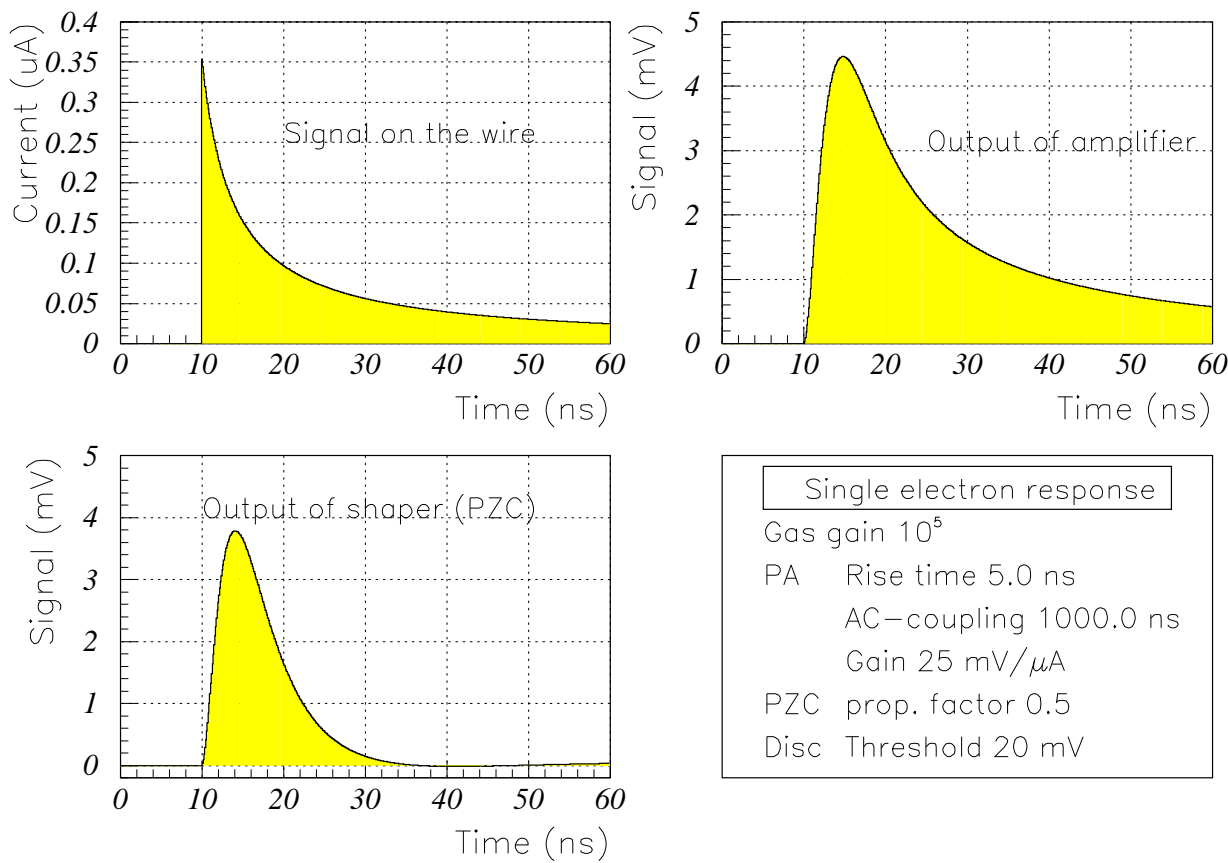 0.4
0.35
0.3
0.25
0.2
0.15
0.1
0.05
0
Current (uA)
Signal on the wire
0 10 20 30 40 50 60
Time (ns)
5
4
3
2
1
0
Signal (mV)
Output of amplifier
0 10 20 30 40 50 60
Time (ns)
5
4
3
2
1
0
Signal (mV)
Output of shaper (PZC)
0 10 20 30 40 50 60
Time (ns)
Single electron response
Gas gain 10⁵
PA Rise time 5.0 ns
AC-coupling 1000.0 ns
Gain 25 mV/μA
PZC prop. factor 0.5
Disc Threshold 20 mV